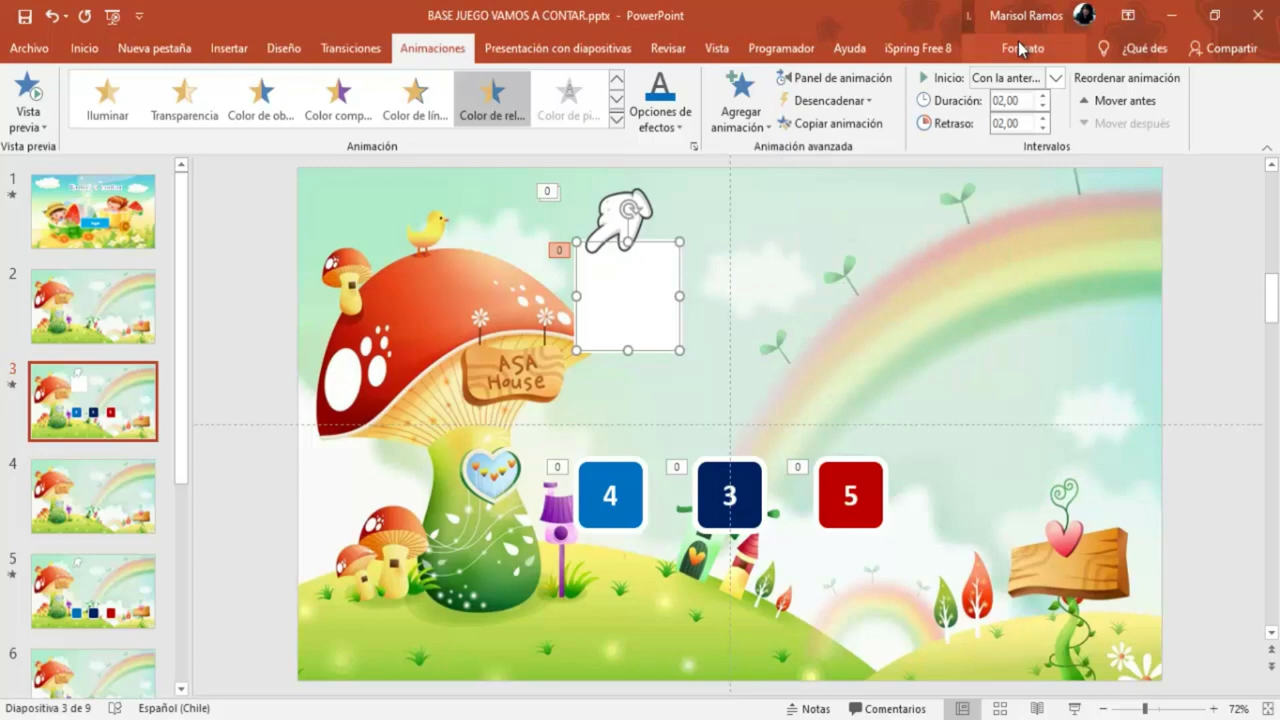 BASE JUEGO VAMOS A CONTAR.pptx - PowerPoint
Marisol Ramos
Archivo Inicio Nueva pestaña Insertar Diseño Transiciones Animaciones Presentación con diapositivas Revisar Vista Programador Ayuda iSpring Free 8 Formato ¿Qué des Compartir
Vista previa
Iluminar Transparencia Color de ob... Color comp... Color de lín... Color de rel... Color de pi...
Opciones de efectos
Agregar animación
Panel de animación
Desencadenar
Copiar animación
Inicio: Con la anter...
Duración: 02,00
Retraso: 02,00
Reordenar animación
Mover antes
Mover después
Vista previa Animación Animación avanzada Intervalos
1
2
3
4
5
6
0
0
ASA
House
0 4 0 3 0 5
Diapositiva 3 de 9 Español (Chile) Notas Comentarios 72%